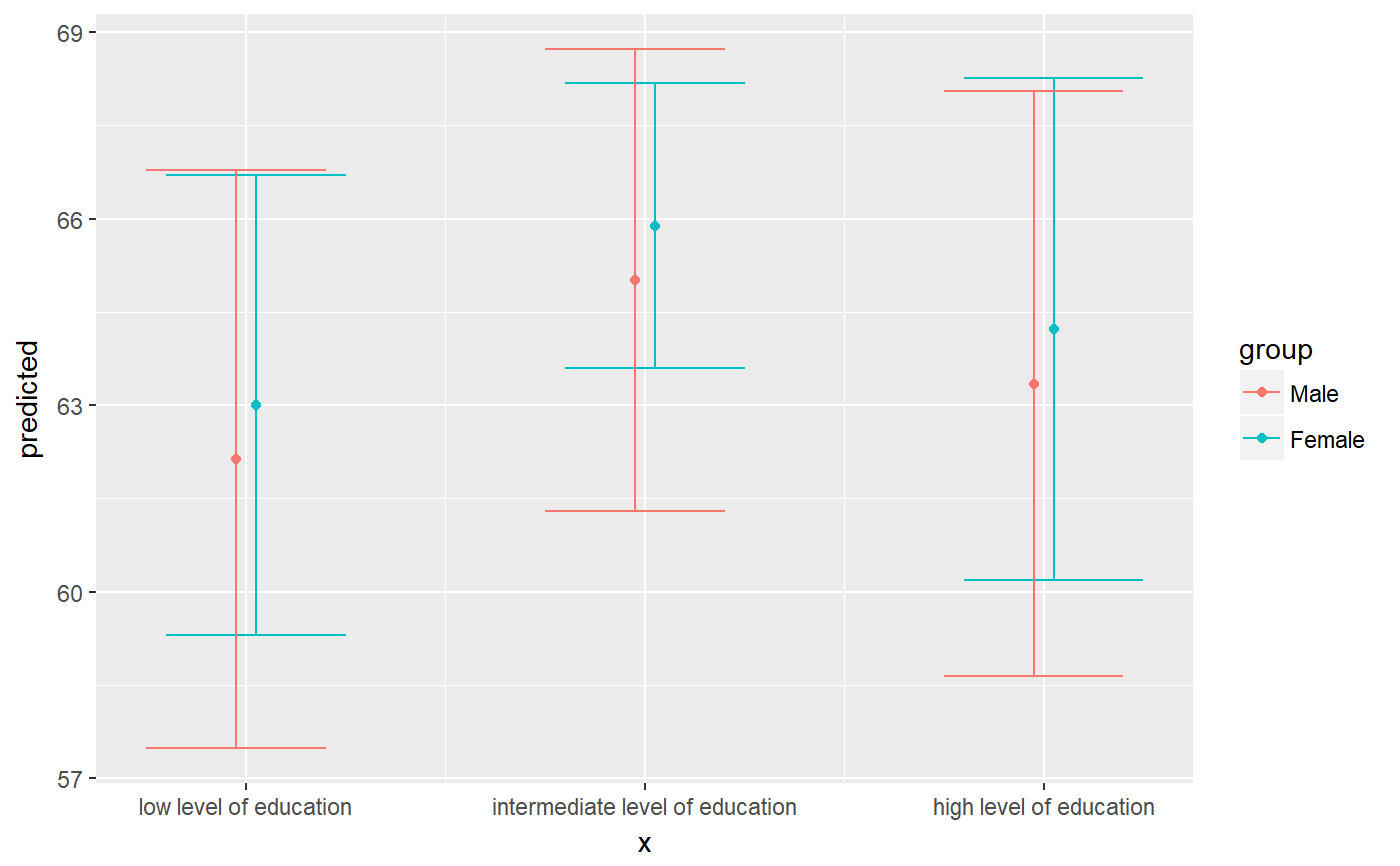 69
66
63
60
57
predicted
low level of education
intermediate level of education
high level of education
x
group
Male
Female